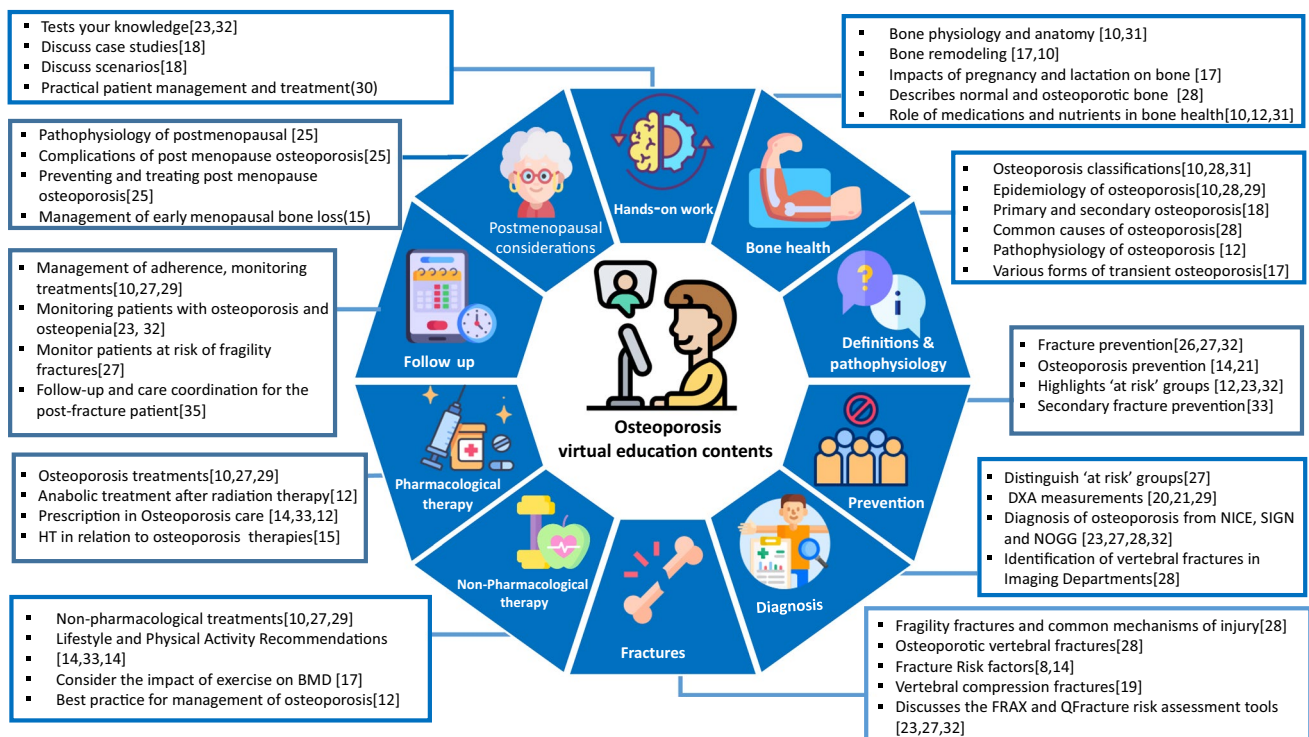 Tests your knowledge[23,32]
Discuss case studies[18]
Discuss scenarios[18]
Practical patient management and treatment(30)
Pathophysiology of postmenopausal [25]
Complications of post menopause osteoporosis[25]
Preventing and treating post menopause
osteoporosis[25]
Management of early menopausal bone loss(15)
Management of adherence, monitoring
treatments[10,27,29]
Monitoring patients with osteoporosis and
osteopenia[23, 32]
Monitor patients at risk of fragility
fractures[27]
Follow-up and care coordination for the
post-fracture patient[35]
Osteoporosis treatments[10,27,29]
Anabolic treatment after radiation therapy[12]
Prescription in Osteoporosis care [14,33,12]
HT in relation to osteoporosis therapies[15]
Non-pharmacological treatments[10,27,29]
Lifestyle and Physical Activity Recommendations
[14,33,14]
Consider the impact of exercise on BMD [17]
Best practice for management of osteoporosis[12]
Hands-on work
Bone health
Definitions &
pathophysiology
Prevention
Diagnosis
Fractures
Non-Pharmacological
therapy
Pharmacological
therapy
Follow up
Postmenopausal
considerations
Osteoporosis
virtual education contents
Bone physiology and anatomy [10,31]
Bone remodeling [17,10]
Impacts of pregnancy and lactation on bone [17]
Describes normal and osteoporotic bone [28]
Role of medications and nutrients in bone health[10,12,31]
Osteoporosis classifications[10,28,31]
Epidemiology of osteoporosis[10,28,29]
Primary and secondary osteoporosis[18]
Common causes of osteoporosis[28]
Pathophysiology of osteoporosis [12]
Various forms of transient osteoporosis[17]
Fracture prevention[26,27,32]
Osteoporosis prevention [14,21]
Highlights ‘at risk’ groups [12,23,32]
Secondary fracture prevention[33]
Distinguish ‘at risk’ groups[27]
DXA measurements [20,21,29]
Diagnosis of osteoporosis from NICE, SIGN
and NOGG [23,27,28,32]
Identification of vertebral fractures in
Imaging Departments[28]
Fragility fractures and common mechanisms of injury[28]
Osteoporotic vertebral fractures[28]
Fracture Risk factors[8,14]
Vertebral compression fractures[19]
Discusses the FRAX and QFracture risk assessment tools
[23,27,32]